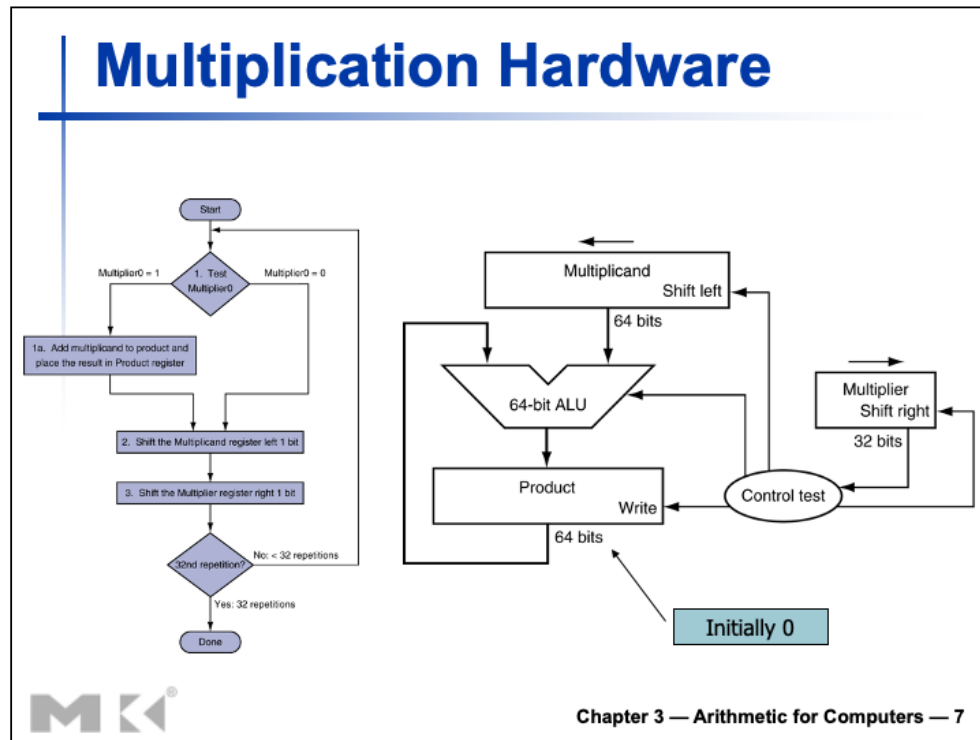 Multiplication Hardware
Start
Multiplier0 = 1
1. Test
Multiplier0
Multiplier0 = 0
1a. Add multiplicand to product and
place the result in Product register
2. Shift the Multiplicand register left 1 bit
3. Shift the Multiplier register right 1 bit
32nd repetition?
No: < 32 repetitions
Yes: 32 repetitions
Done
Multiplicand
Shift left
64 bits
64-bit ALU
Multiplier
Shift right
32 bits
Product
Write
64 bits
Control test
Initially 0
MK®
Chapter 3 — Arithmetic for Computers — 7